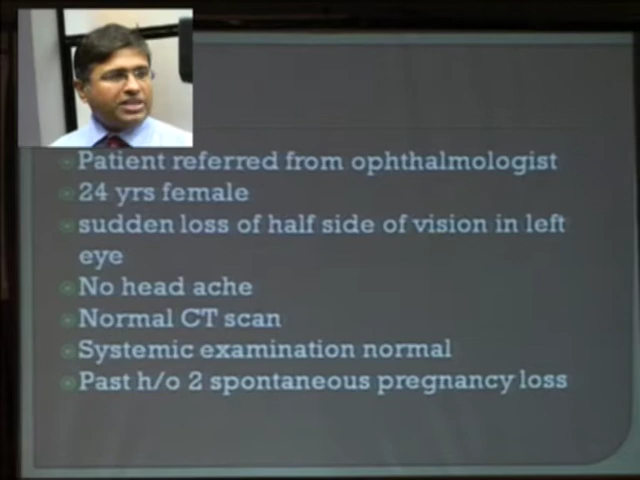 Patient referred from ophthalmologist
24 yrs female
sudden loss of half side of vision in left
eye
No head ache
Normal CT scan
Systemic examination normal
Past h/o 2 spontaneous pregnancy loss